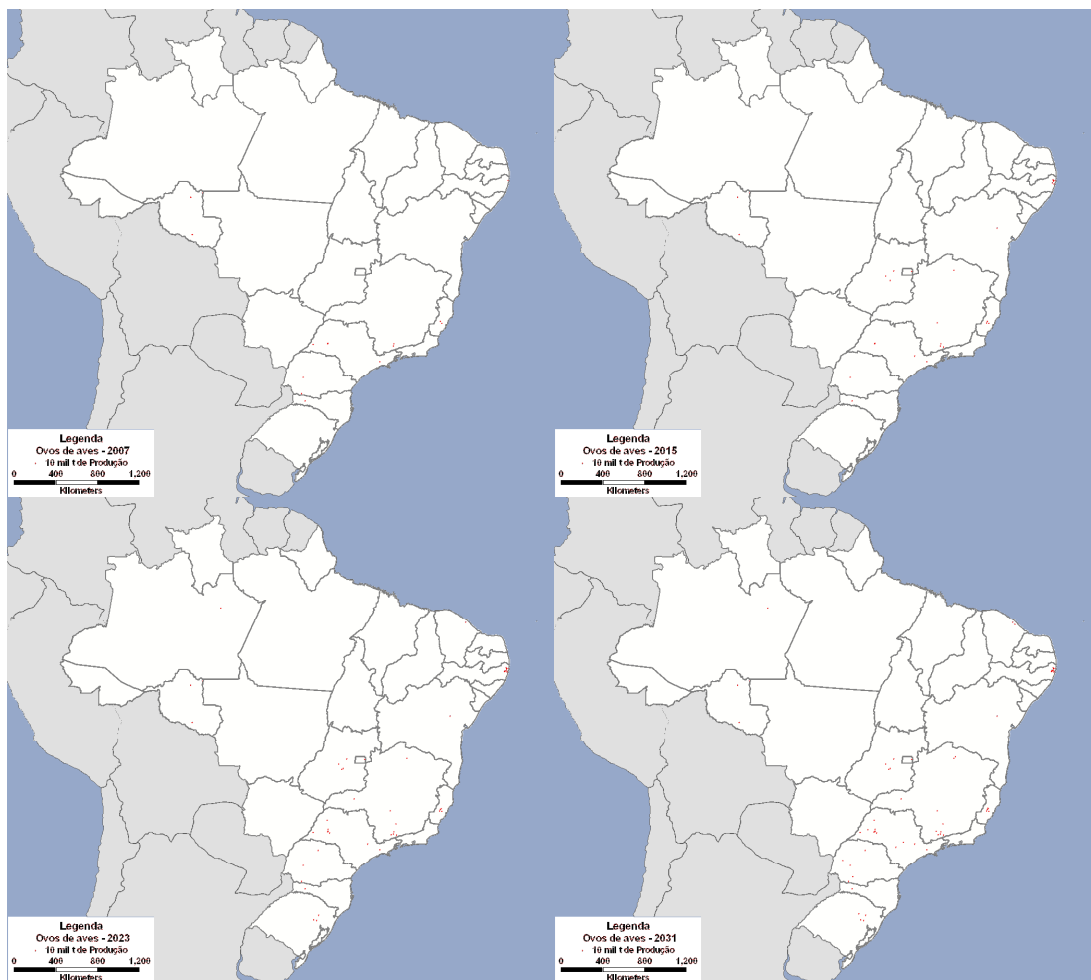 Legenda
Ovos de aves - 2007
10 mil t de Produção
0 400 800 1.200
Kilometers
Legenda
Ovos de aves - 2015
10 mil t de Produção
0 400 800 1.200
Kilometers
Legenda
Ovos de aves - 2023
10 mil t de Produção
0 400 800 1.200
Kilometers
Legenda
Ovos de aves - 2031
10 mil t de Produção
0 400 800 1.200
Kilometers